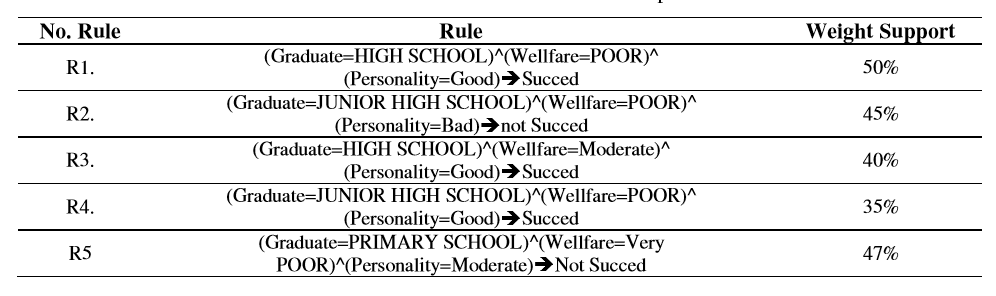 No. Rule Rule Weight Support
R1. (Graduate=HIGH SCHOOL)^(Wellfare=POOR)^
(Personality=Good)➔Succed 50%
R2. (Graduate=JUNIOR HIGH SCHOOL)^(Wellfare=POOR)^
(Personality=Bad)➔not Succed 45%
R3. (Graduate=HIGH SCHOOL)^(Wellfare=Moderate)^
(Personality=Good)➔Succed 40%
R4. (Graduate=JUNIOR HIGH SCHOOL)^(Wellfare=POOR)^
(Personality=Good)➔Succed 35%
R5 (Graduate=PRIMARY SCHOOL)^(Wellfare=Very
POOR)^(Personality=Moderate)➔Not Succed 47%